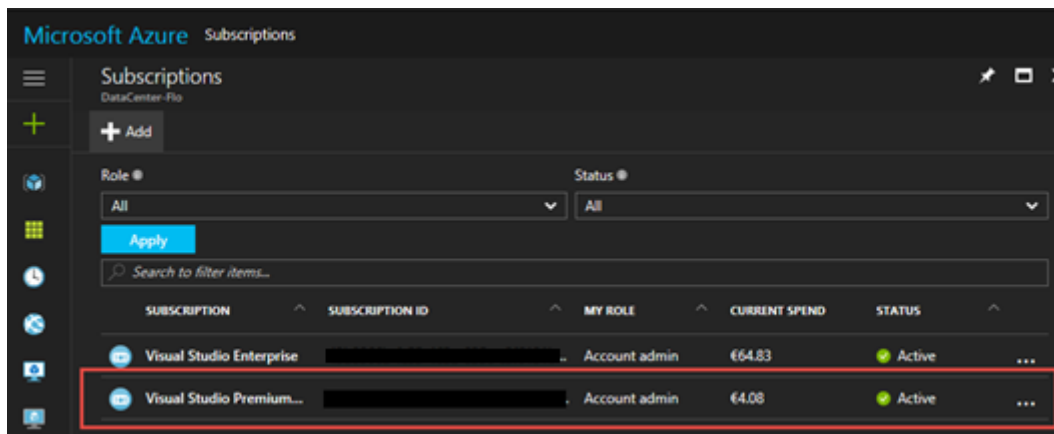 Microsoft Azure Subscriptions
Subscriptions
DataCenter-Flo
Add
Role Status
All All
Apply
Search to filter items...
SUBSCRIPTION SUBSCRIPTION ID MY ROLE CURRENT SPEND STATUS
Visual Studio Enterprise .. Account admin €64.83 Active ...
Visual Studio Premium... . Account admin €4.08 Active ...